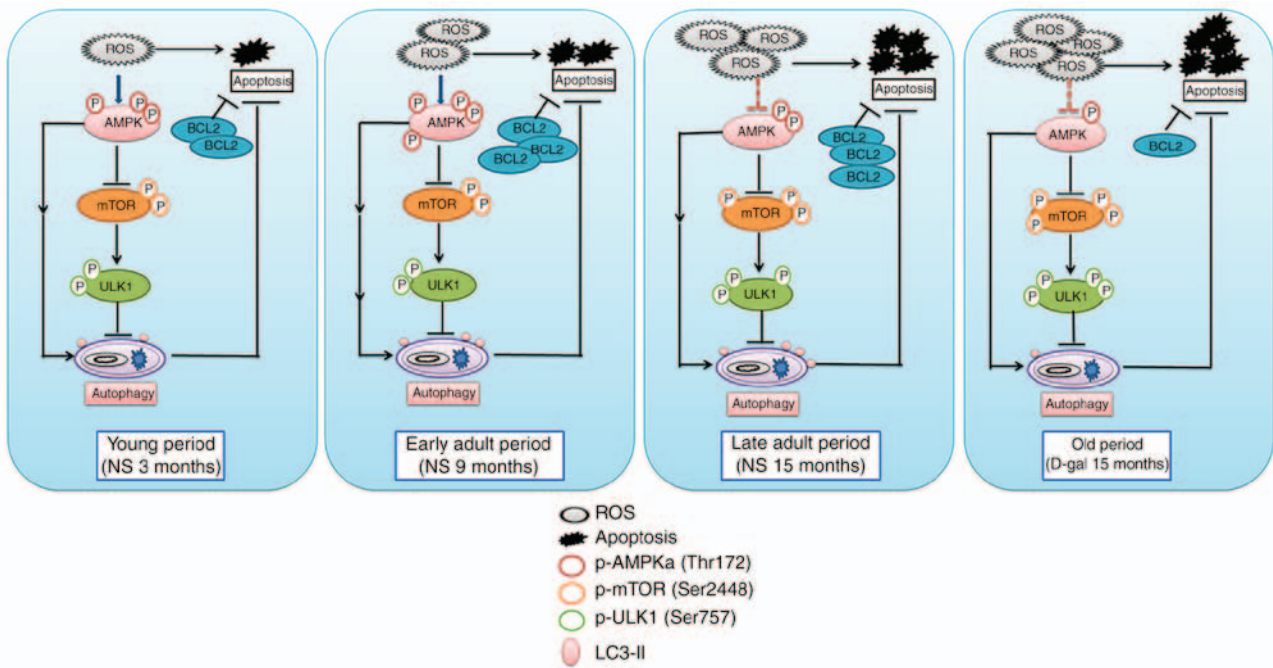 ROS
Apoptosis
P
P
P
P
AMPK
BCL2
BCL2
mTOR
P
P
P
P
ULK1
Autophagy
Young period
(NS 3 months)
ROS
ROS
Apoptosis
P
P
P
P
P
AMPK
BCL2
BCL2
BCL2
mTOR
P
P
P
P
ULK1
Autophagy
Early adult period
(NS 9 months)
ROS
ROS
ROS
Apoptosis
P
P
AMPK
BCL2
BCL2
BCL2
P
P
P
mTOR
P
P
P
ULK1
Autophagy
Late adult period
(NS 15 months)
ROS
ROS
ROS
ROS
Apoptosis
P
AMPK
BCL2
P
P
P
P
mTOR
P
P
P
P
ULK1
Autophagy
Old period
(D-gal 15 months)
ROS
Apoptosis
p-AMPKa (Thr172)
p-mTOR (Ser2448)
p-ULK1 (Ser757)
LC3-II